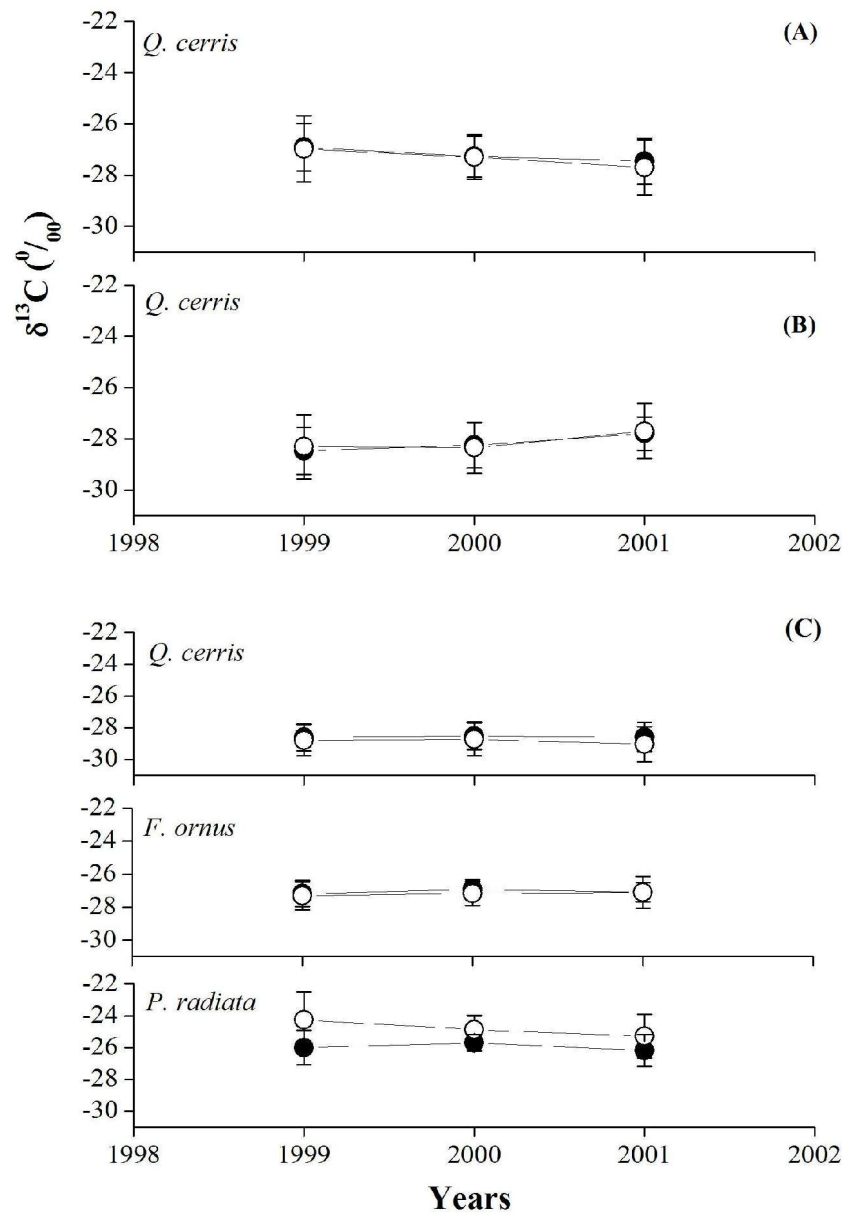 -22 Q. cerris (A)
-24
-26
-28
-30
δ¹³C (⁰/₀₀)
-22 Q. cerris
-24 (B)
-26
-28
-30
1998 1999 2000 2001 2002
-22 (C)
-24 Q. cerris
-26
-28
-30
-22
-24 F. ornus
-26
-28
-30
-22
-24 P. radiata
-26
-28
-30
1998 1999 2000 2001 2002
Years